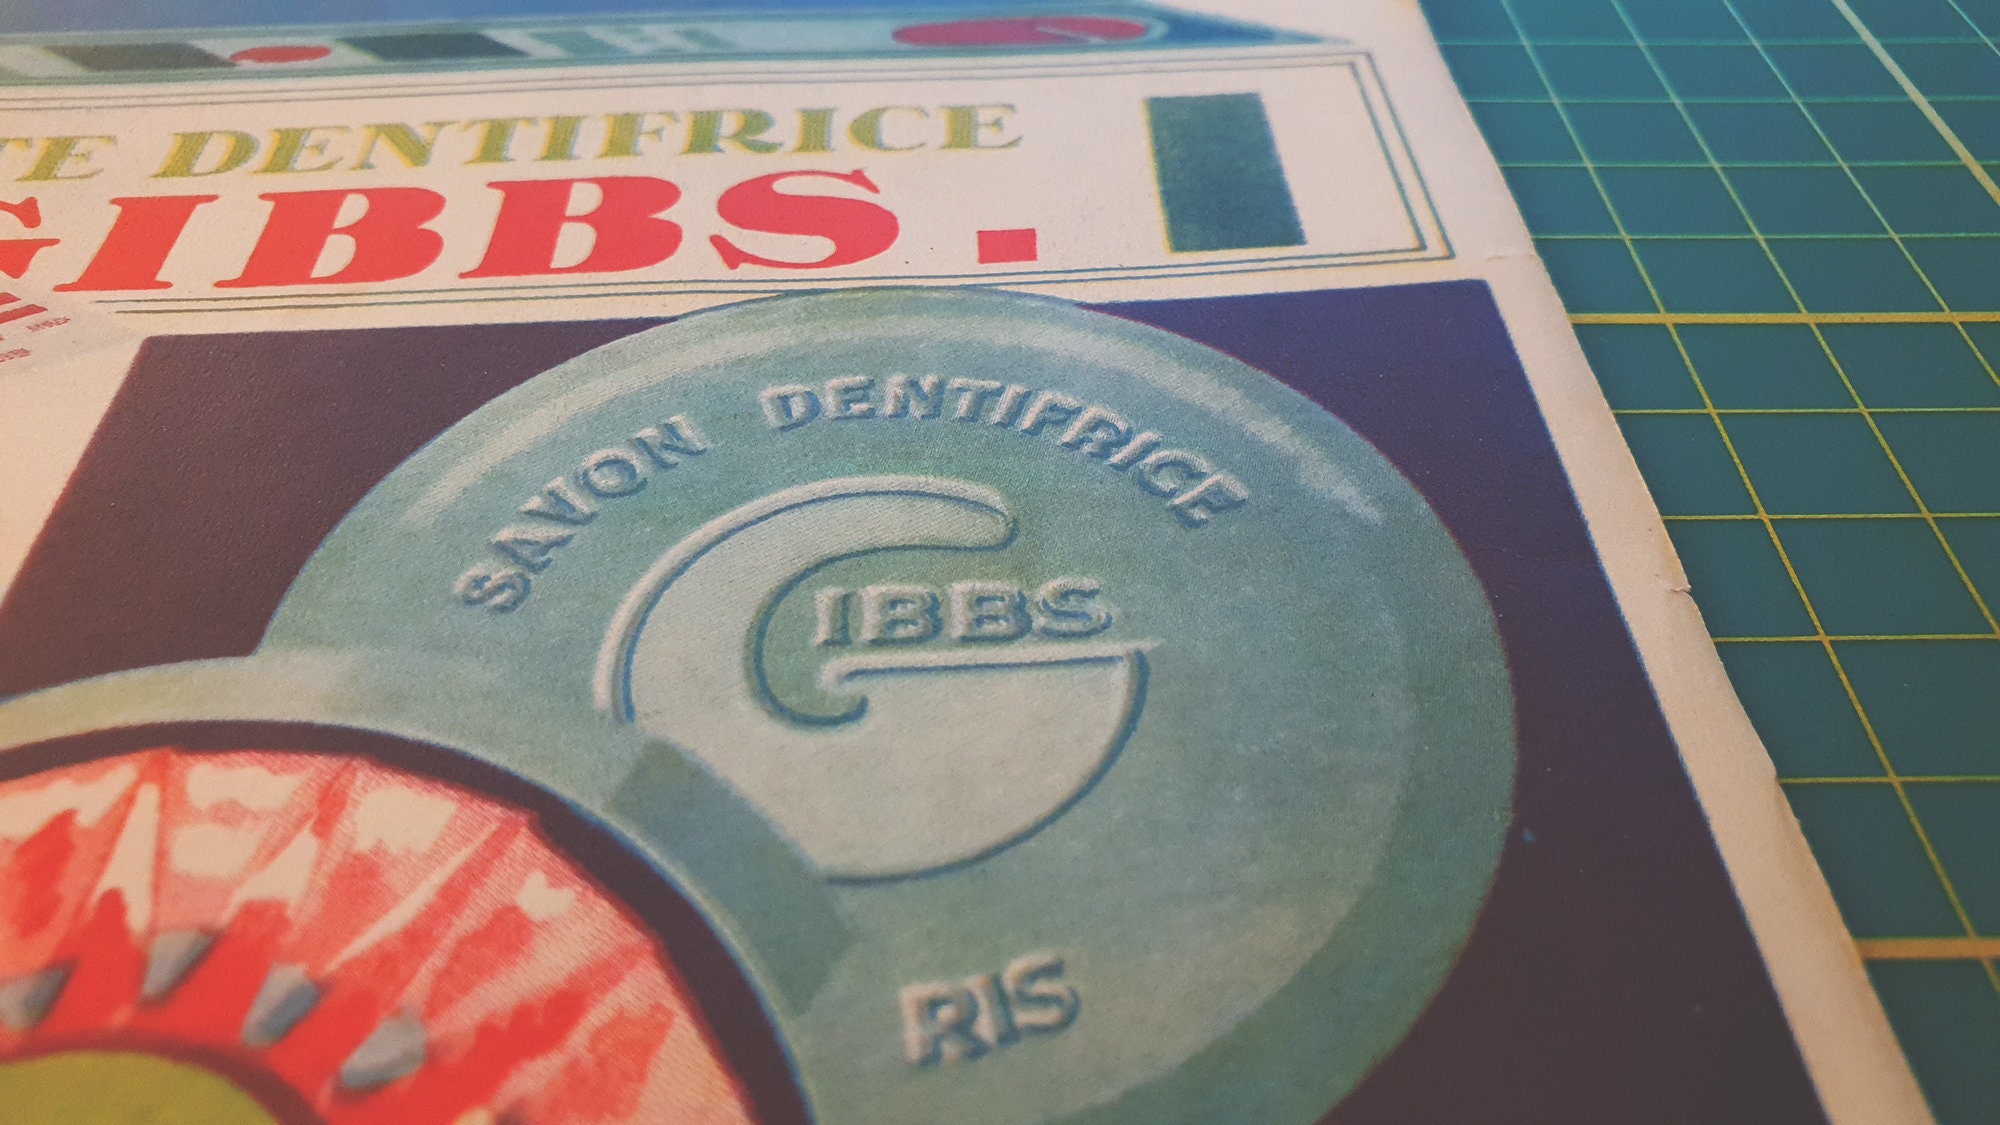 TE DENTIFRICE
GIBBS.
SAVON DENTIFRICE
GIBBS
RIS